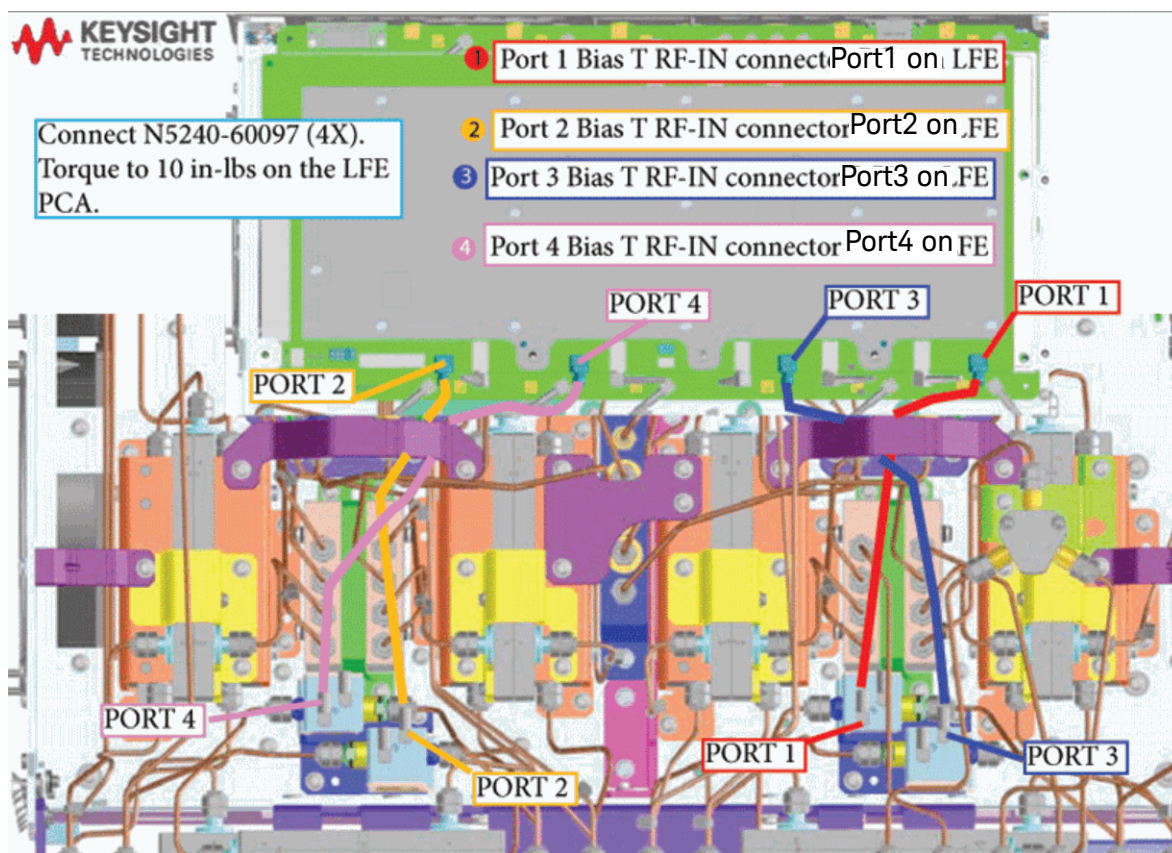 KEYSIGHT
TECHNOLOGIES
1 Port 1 Bias T RF-IN connect Port1 on LFE
Connect N5240-60097 (4X).
Torque to 10 in-lbs on the LFE
PCA.
2 Port 2 Bias T RF-IN connector Port2 on FE
3 Port 3 Bias T RF-IN connector Port3 on FE
4 Port 4 Bias T RF-IN connector Port4 on FE
PORT 4
PORT 3
PORT 1
PORT 2
PORT 4
PORT 2
PORT 1
PORT 3